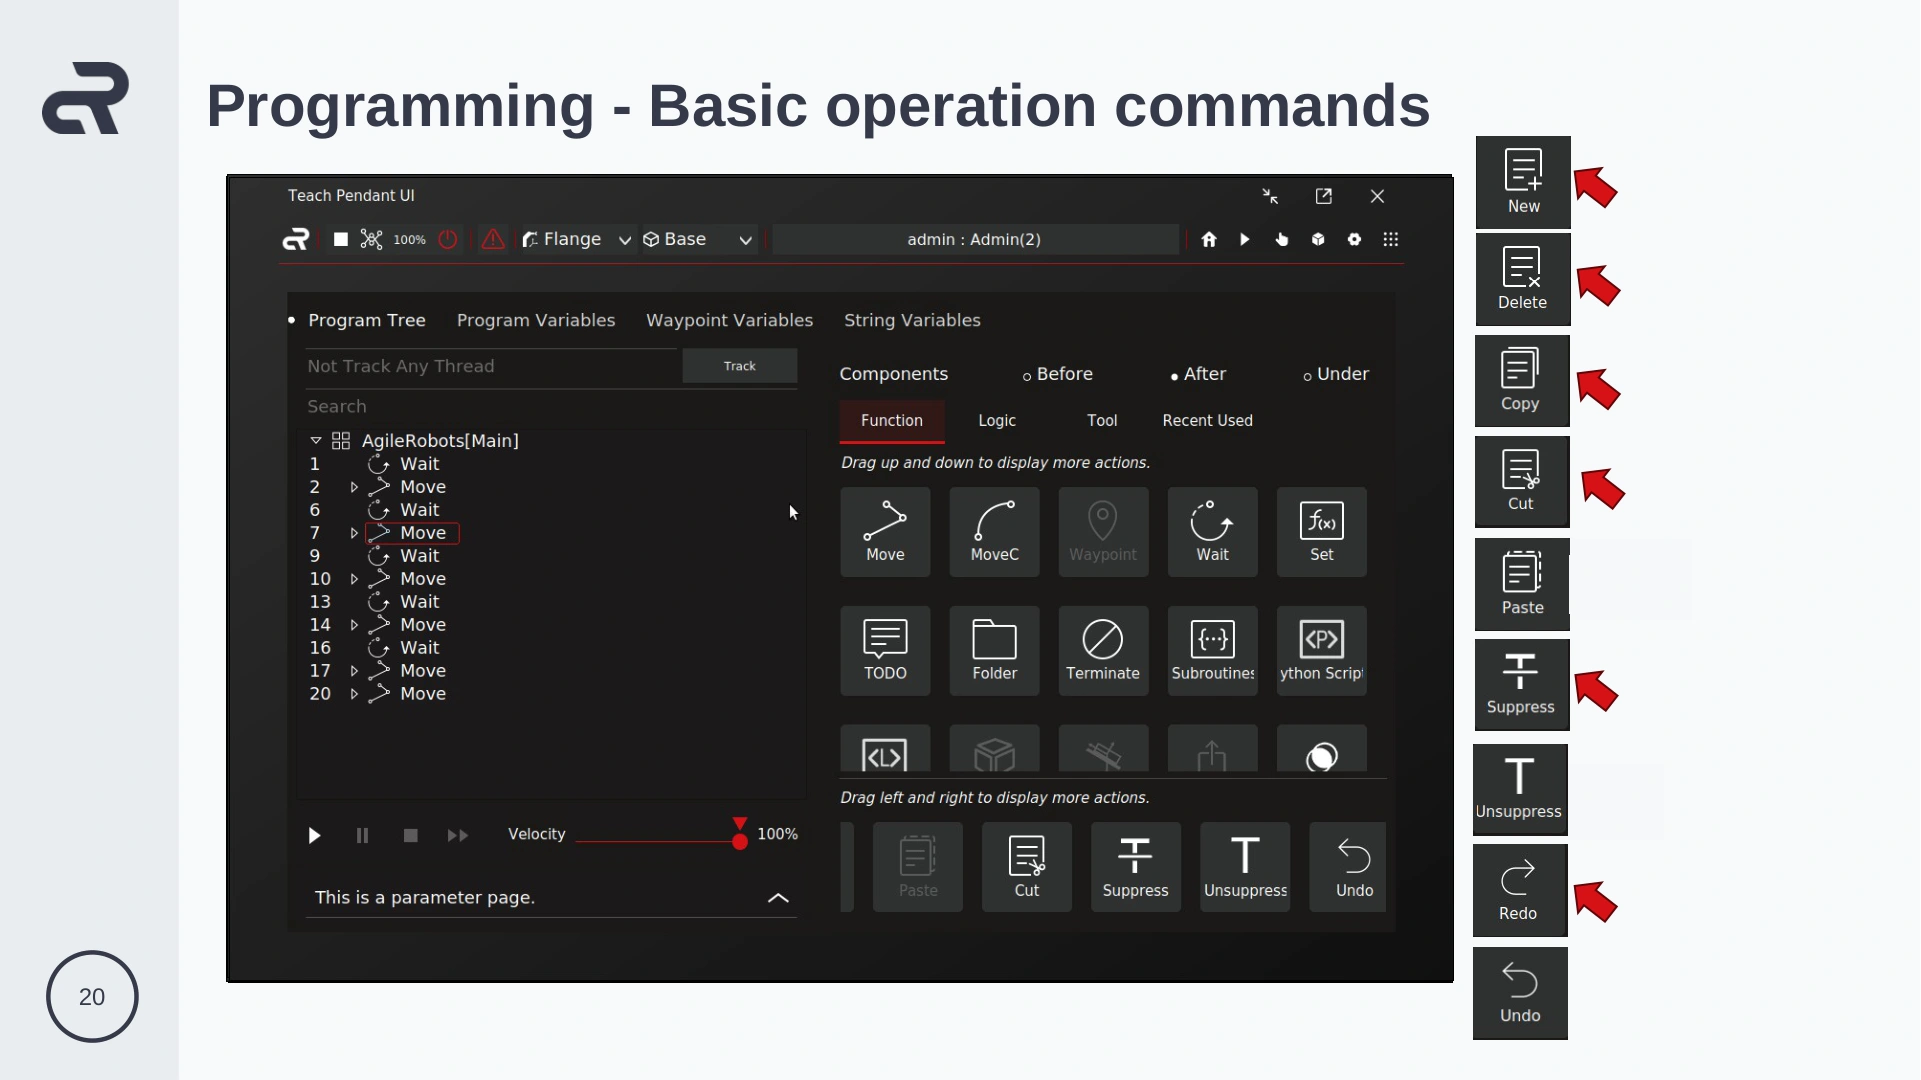 Programming - Basic operation commands
Teach Pendant UI
100%
Flange
Base
admin : Admin(2)
Program Tree
Program Variables
Waypoint Variables
String Variables
Not Track Any Thread
Track
Search
AgileRobots[Main]
1 Wait
2 Move
6 Wait
7 Move
9 Wait
10 Move
13 Wait
14 Move
16 Wait
17 Move
20 Move
Velocity
100%
This is a parameter page.
Components
Before
After
Under
Function
Logic
Tool
Recent Used
Drag up and down to display more actions.
Move
MoveC
Waypoint
Wait
f(x)
Set
TODO
Folder
Terminate
{···}
Subroutines
<P>
ython Script
<L>
Drag left and right to display more actions.
Paste
Cut
Suppress
Unsuppress
Undo
New
Delete
Copy
Cut
Paste
Suppress
Unsuppress
Redo
Undo
20